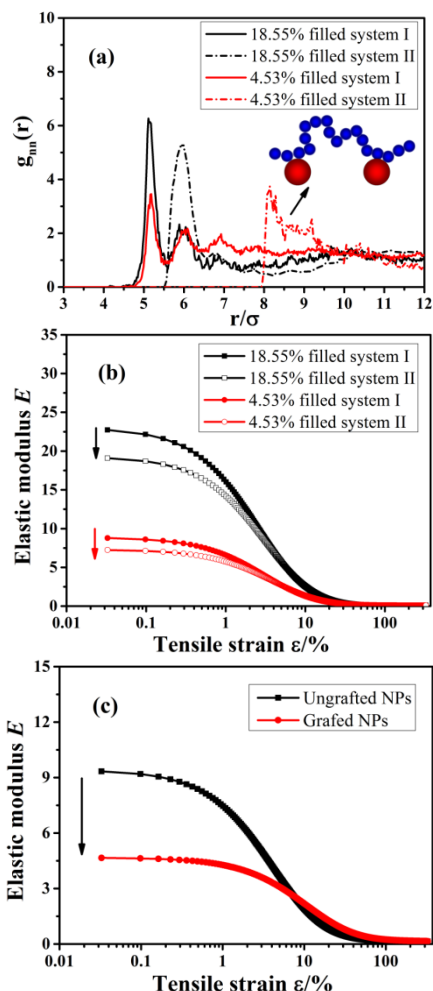 10
8
6
4
2
0
g_nn(r)
(a)
18.55% filled system I
18.55% filled system II
4.53% filled system I
4.53% filled system II
3 4 5 6 7 8 9 10 11 12
r/σ
35
30
25
20
15
10
5
0
Elastic modulus E
(b)
18.55% filled system I
18.55% filled system II
4.53% filled system I
4.53% filled system II
0.01 0.1 1 10 100
Tensile strain ε/%
15
12
9
6
3
0
Elastic modulus E
(c)
Ungrafted NPs
Grafed NPs
0.01 0.1 1 10 100
Tensile strain ε/%